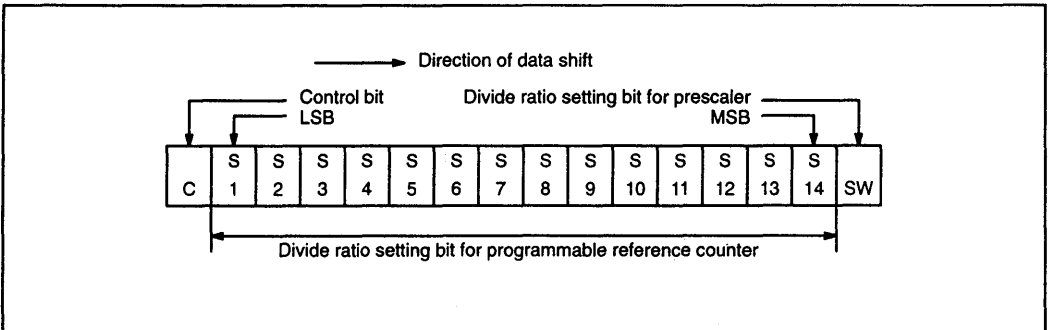 Direction of data shift
Control bit Divide ratio setting bit for prescaler
LSB MSB
S S S S S S S S S S S S S S
C 1 2 3 4 5 6 7 8 9 10 11 12 13 14 SW
Divide ratio setting bit for programmable reference counter